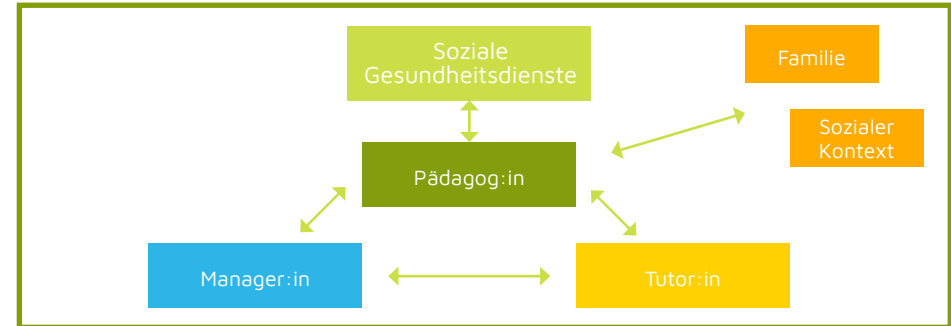 Soziale
Gesundheitsdienste
Familie
Sozialer
Kontext
Pädagog:in
Manager:in
Tutor:in